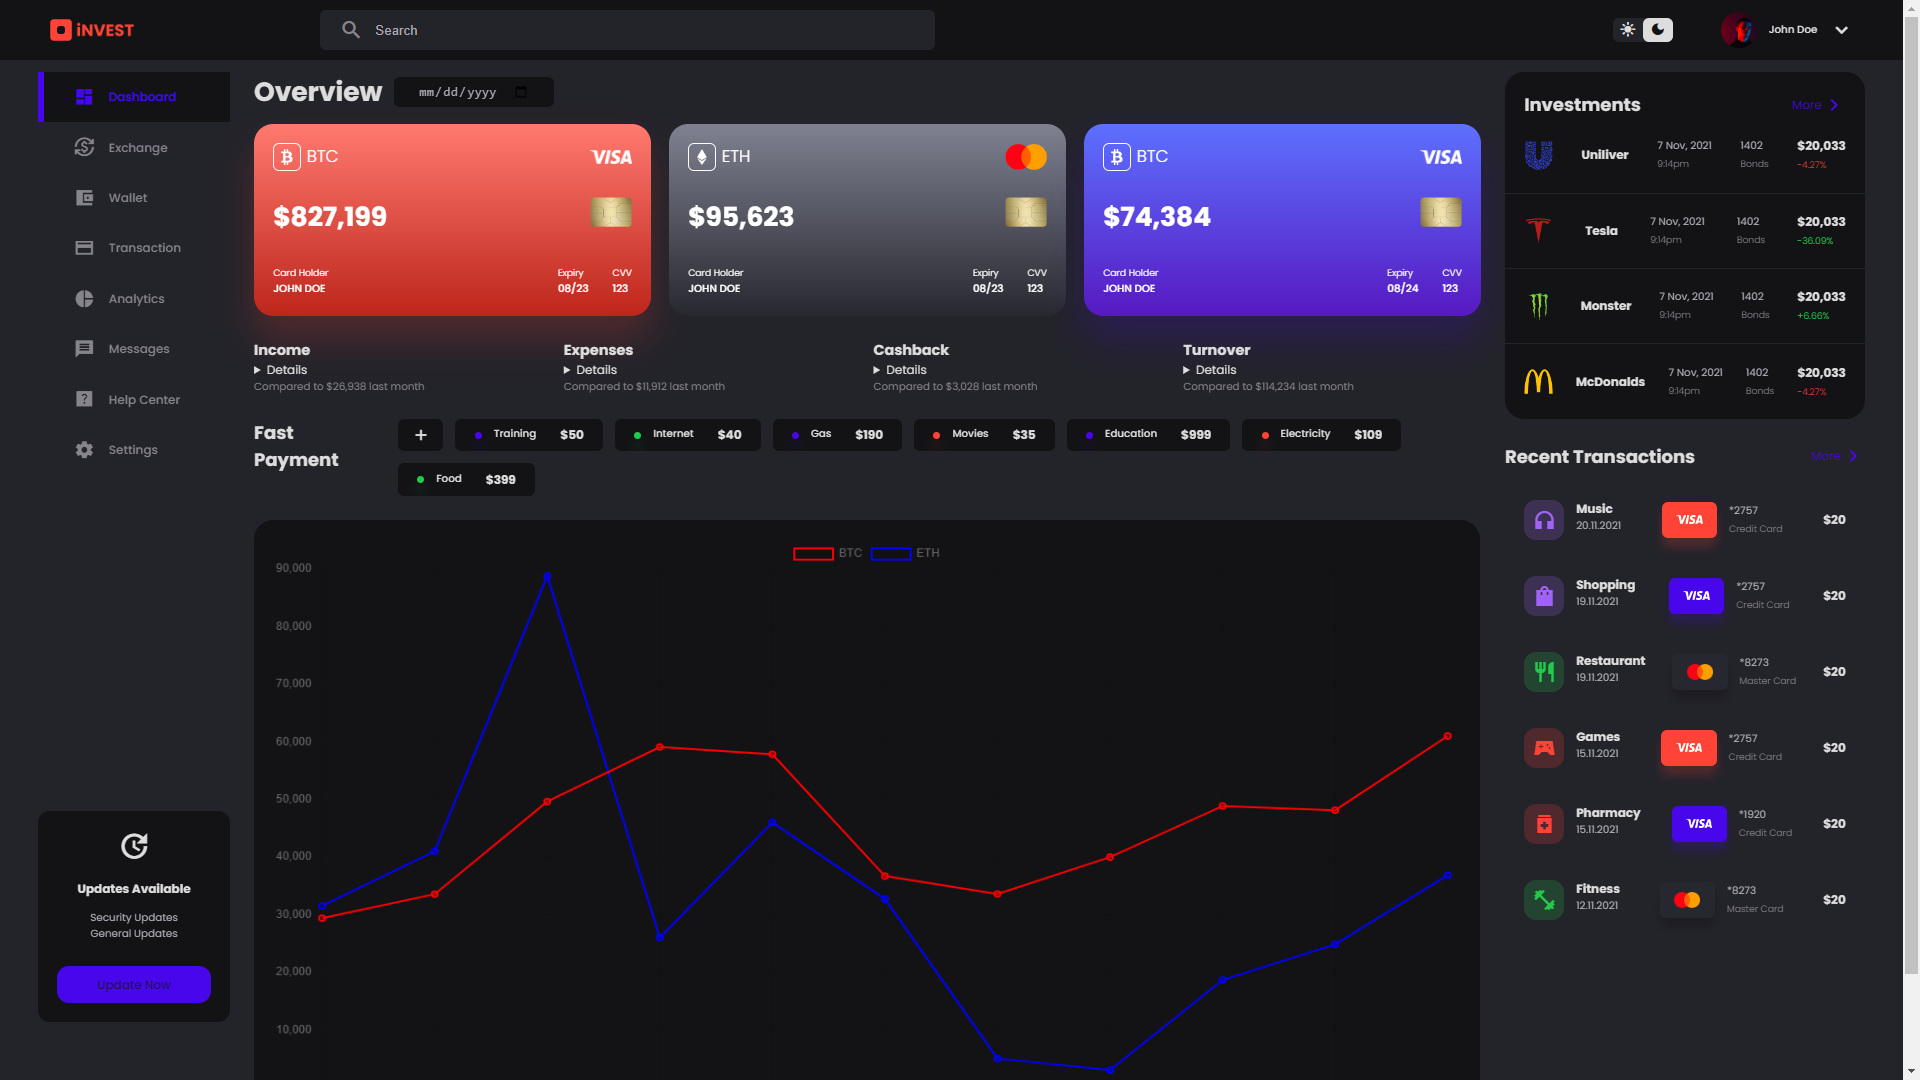 iNVEST
Search
John Doe
Dashboard
Exchange
Wallet
Transaction
Analytics
Messages
Help Center
Settings
Updates Available
Security Updates
General Updates
Update Now
Overview
mm/dd/yyyy
BTC
VISA
$827,199
Card Holder
JOHN DOE
Expiry
08/23
CVV
123
ETH
$95,623
Card Holder
JOHN DOE
Expiry
08/23
CVV
123
BTC
VISA
$74,384
Card Holder
JOHN DOE
Expiry
08/24
CVV
123
Income
Details
Compared to $26,938 last month
Expenses
Details
Compared to $11,912 last month
Cashback
Details
Compared to $3,028 last month
Turnover
Details
Compared to $114,234 last month
Fast
Payment
+
Training $50
Internet $40
Gas $190
Movies $35
Education $999
Electricity $109
Food $399
BTC ETH
90,000
80,000
70,000
60,000
50,000
40,000
30,000
20,000
10,000
Investments
More
Uniliver
7 Nov, 2021
9:14pm
1402
Bonds
$20,033
-4.27%
Tesla
7 Nov, 2021
9:14pm
1402
Bonds
$20,033
-36.09%
Monster
7 Nov, 2021
9:14pm
1402
Bonds
$20,033
+6.66%
McDonalds
7 Nov, 2021
9:14pm
1402
Bonds
$20,033
-4.27%
Recent Transactions
More
Music
20.11.2021
VISA
*2757
Credit Card
$20
Shopping
19.11.2021
VISA
*2757
Credit Card
$20
Restaurant
19.11.2021
*8273
Master Card
$20
Games
15.11.2021
VISA
*2757
Credit Card
$20
Pharmacy
15.11.2021
VISA
*1920
Credit Card
$20
Fitness
12.11.2021
*8273
Master Card
$20